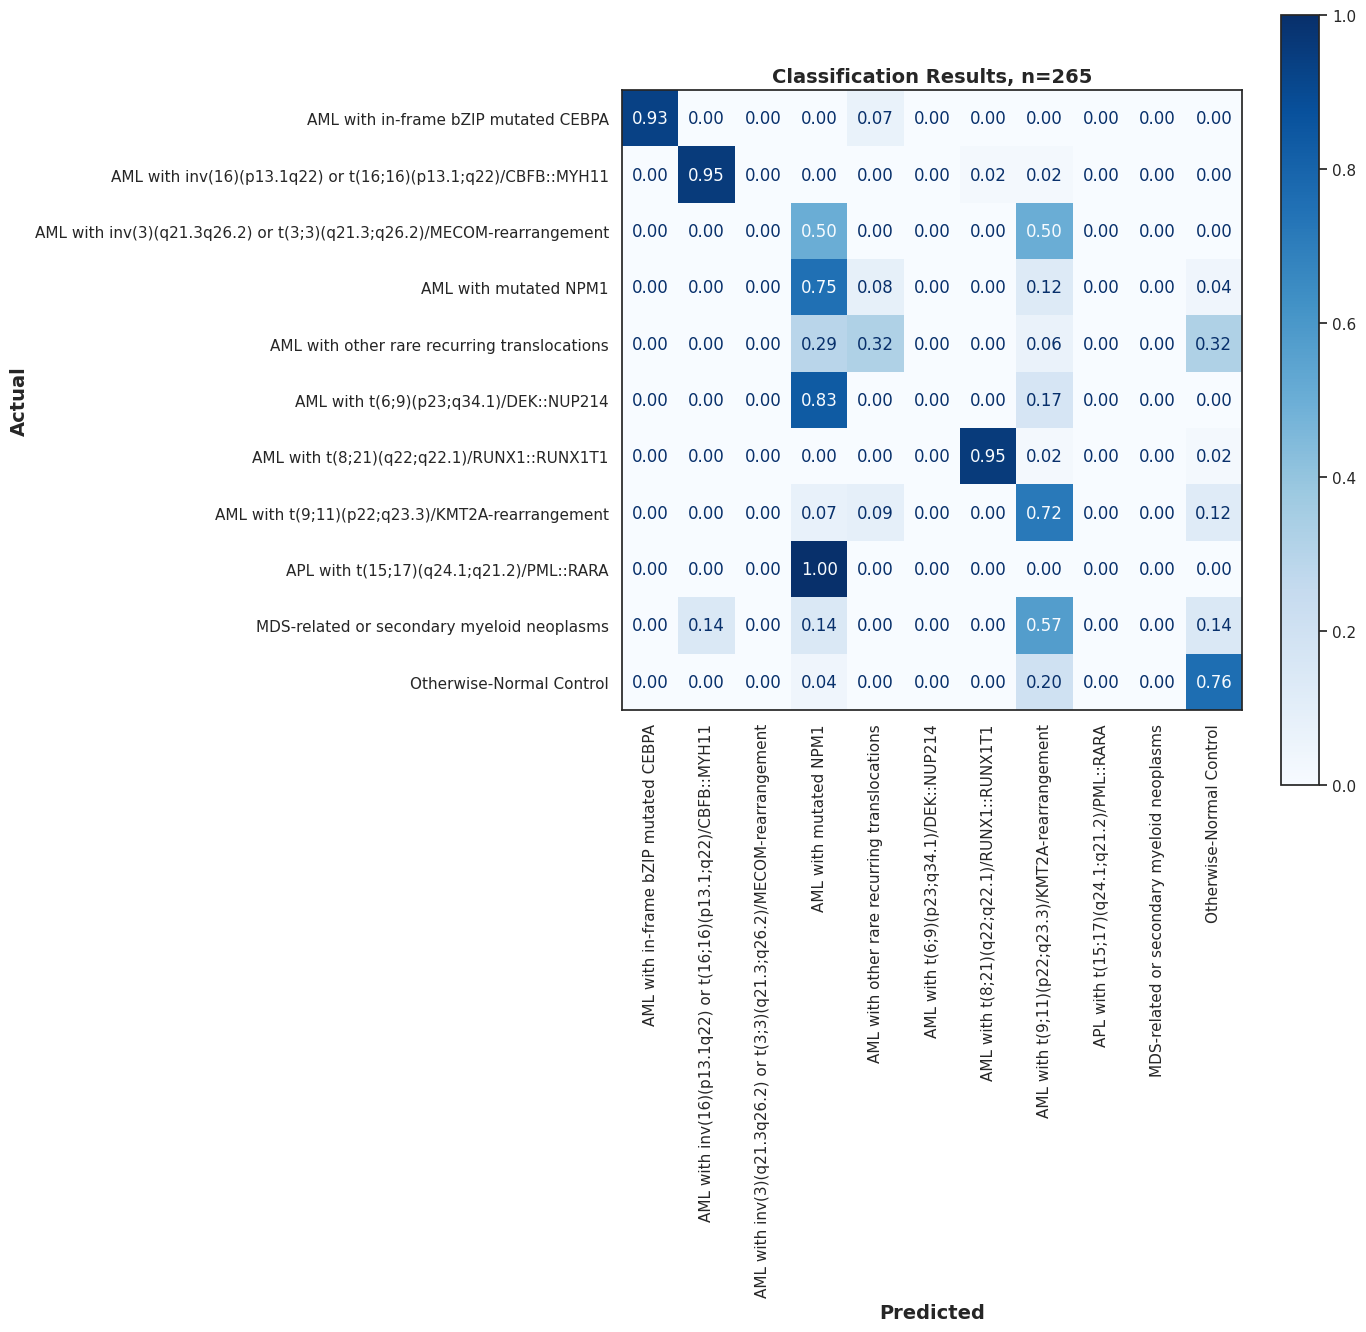 Classification Results, n=265
1.0
0.8
0.6
0.4
0.2
0.0
Actual
AML with in-frame bZIP mutated CEBPA 0.93 0.00 0.00 0.00 0.07 0.00 0.00 0.00 0.00 0.00 0.00
AML with inv(16)(p13.1q22) or t(16;16)(p13.1;q22)/CBFB::MYH11 0.00 0.95 0.00 0.00 0.00 0.00 0.02 0.02 0.00 0.00 0.00
AML with inv(3)(q21.3q26.2) or t(3;3)(q21.3;q26.2)/MECOM-rearrangement 0.00 0.00 0.00 0.50 0.00 0.00 0.00 0.50 0.00 0.00 0.00
AML with mutated NPM1 0.00 0.00 0.00 0.75 0.08 0.00 0.00 0.12 0.00 0.00 0.04
AML with other rare recurring translocations 0.00 0.00 0.00 0.29 0.32 0.00 0.00 0.06 0.00 0.00 0.32
AML with t(6;9)(p23;q34.1)/DEK::NUP214 0.00 0.00 0.00 0.83 0.00 0.00 0.00 0.17 0.00 0.00 0.00
AML with t(8;21)(q22;q22.1)/RUNX1::RUNX1T1 0.00 0.00 0.00 0.00 0.00 0.00 0.95 0.02 0.00 0.00 0.02
AML with t(9;11)(p22;q23.3)/KMT2A-rearrangement 0.00 0.00 0.00 0.07 0.09 0.00 0.00 0.72 0.00 0.00 0.12
APL with t(15;17)(q24.1;q21.2)/PML::RARA 0.00 0.00 0.00 1.00 0.00 0.00 0.00 0.00 0.00 0.00 0.00
MDS-related or secondary myeloid neoplasms 0.00 0.14 0.00 0.14 0.00 0.00 0.00 0.57 0.00 0.00 0.14
Otherwise-Normal Control 0.00 0.00 0.00 0.04 0.00 0.00 0.00 0.20 0.00 0.00 0.76
AML with in-frame bZIP mutated CEBPA
AML with inv(16)(p13.1q22) or t(16;16)(p13.1;q22)/CBFB::MYH11
AML with inv(3)(q21.3q26.2) or t(3;3)(q21.3;q26.2)/MECOM-rearrangement
AML with mutated NPM1
AML with other rare recurring translocations
AML with t(6;9)(p23;q34.1)/DEK::NUP214
AML with t(8;21)(q22;q22.1)/RUNX1::RUNX1T1
AML with t(9;11)(p22;q23.3)/KMT2A-rearrangement
APL with t(15;17)(q24.1;q21.2)/PML::RARA
MDS-related or secondary myeloid neoplasms
Otherwise-Normal Control
Predicted